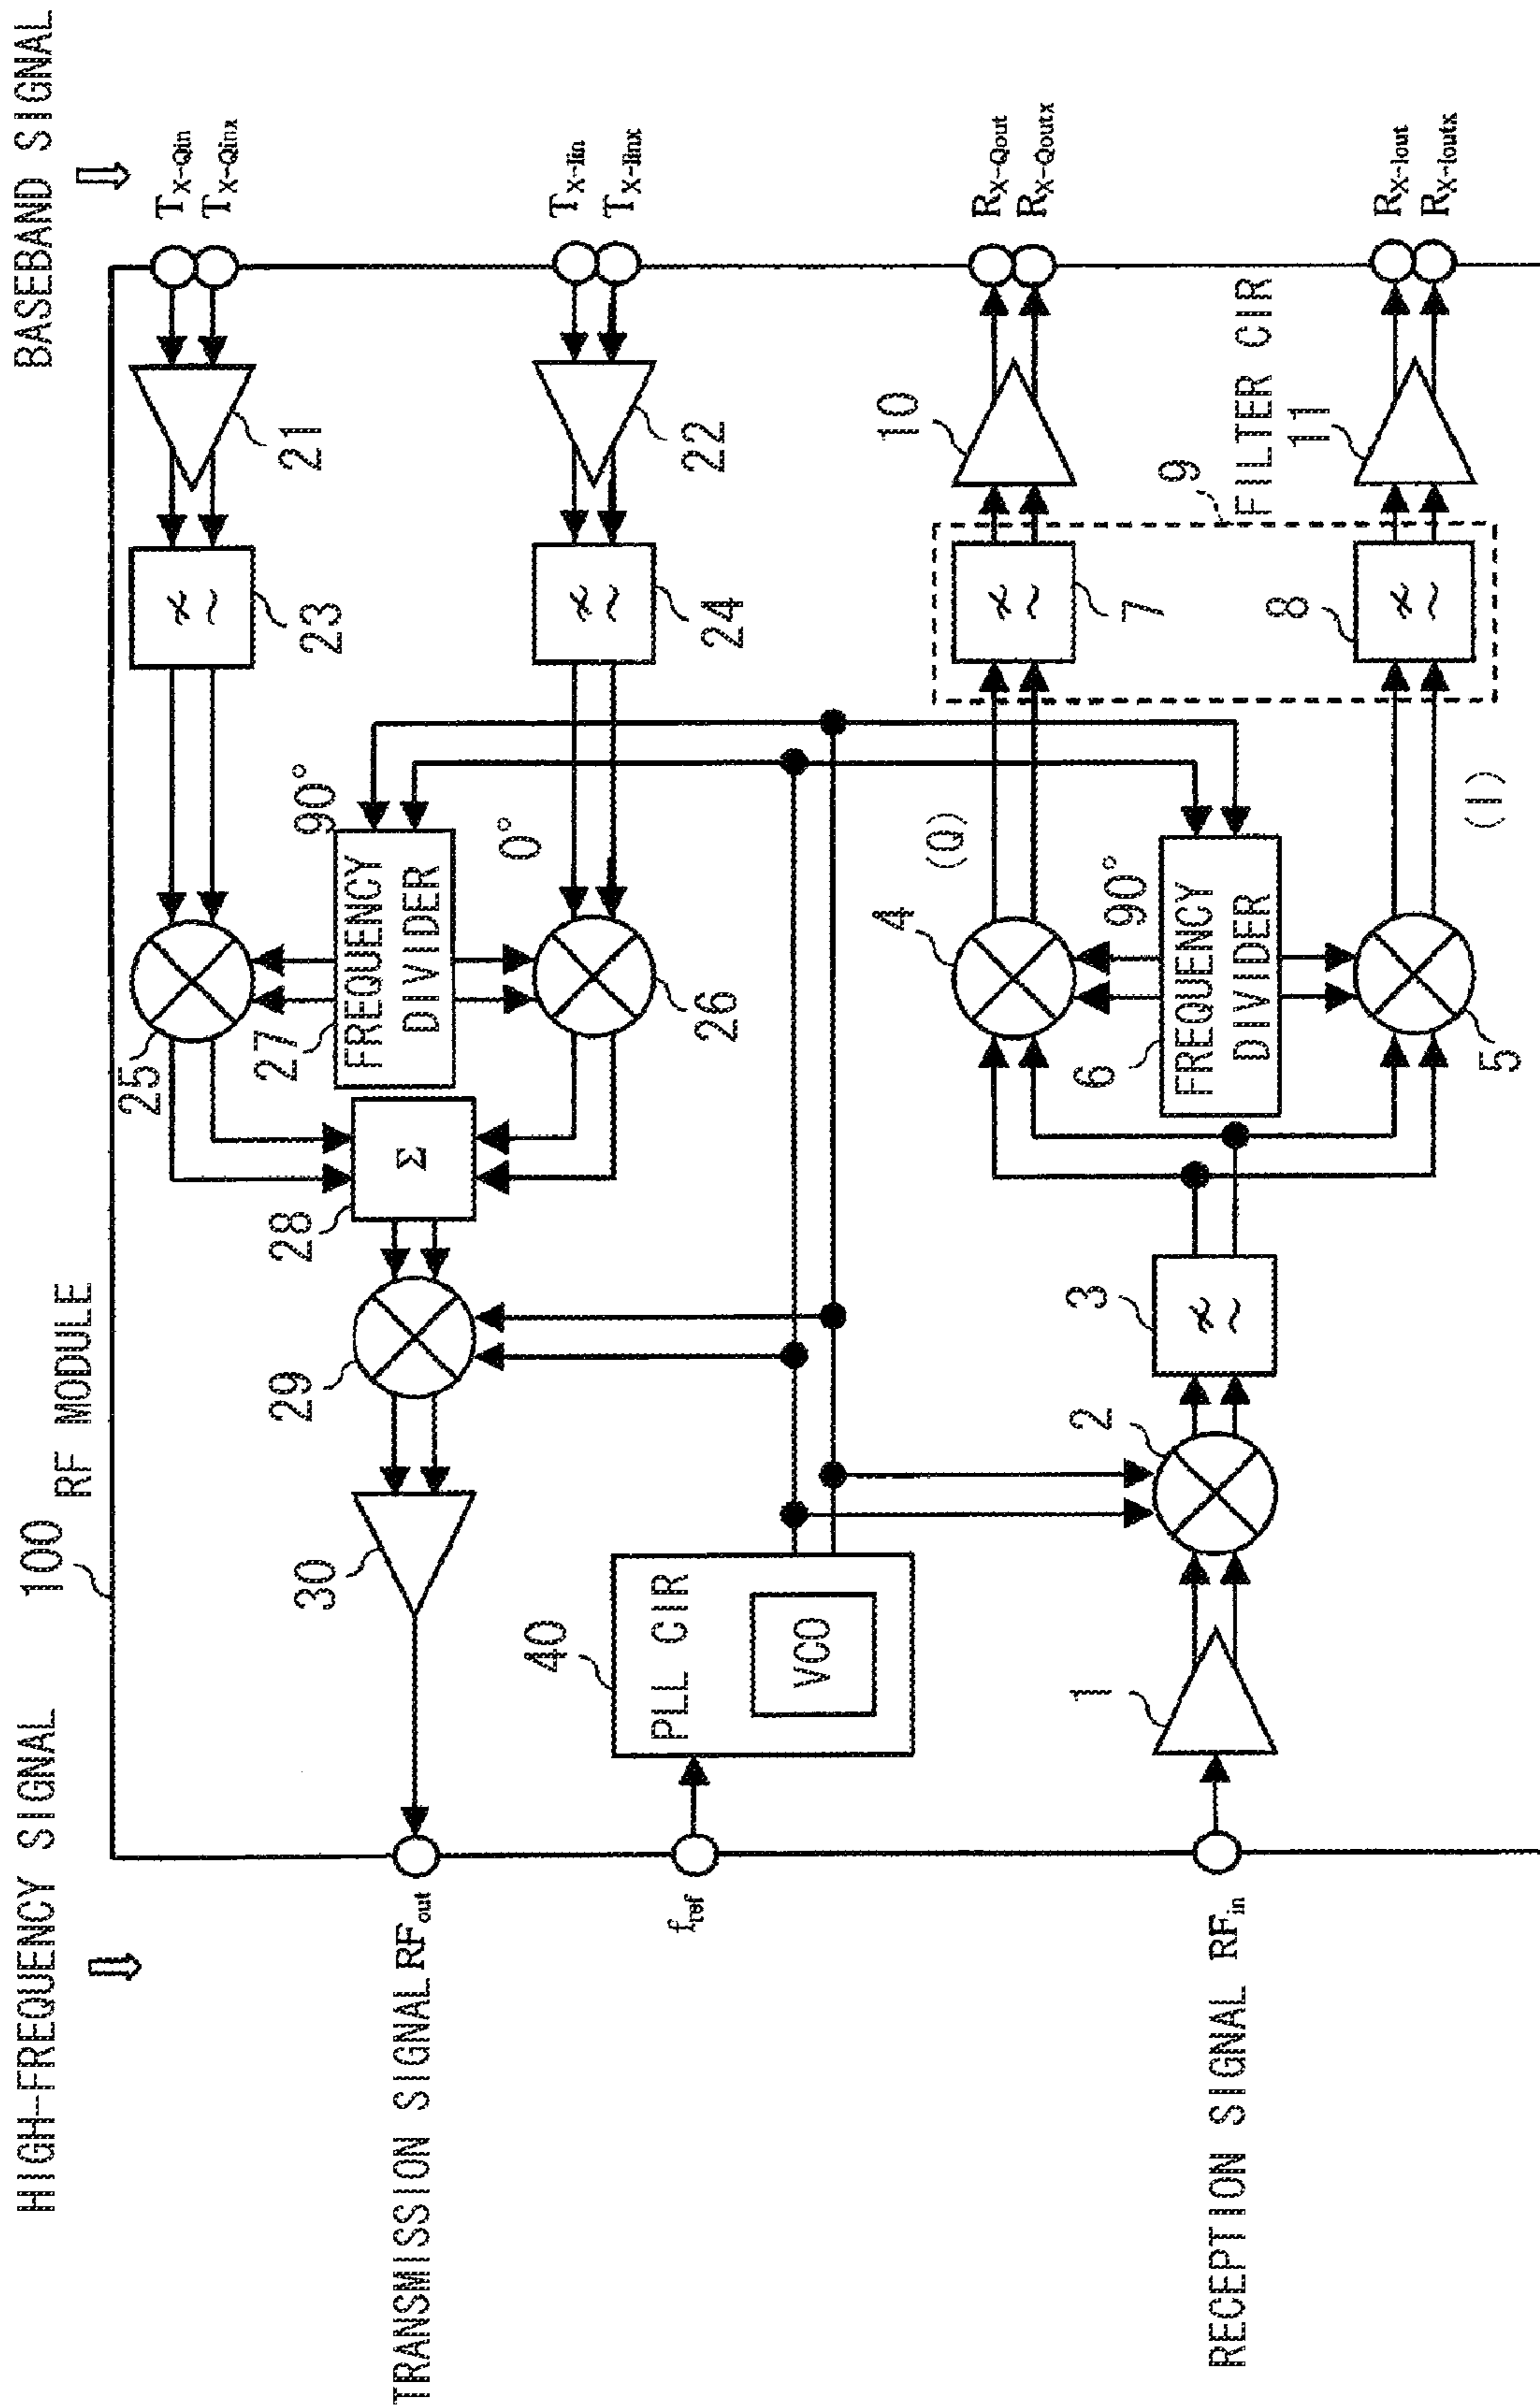 HIGH-FREQUENCY SIGNAL
BASEBAND SIGNAL
100
RF MODULE
TX-Qin
TX-Qinx
21
23
25
90°
27
FREQUENCY
DIVIDER
0°
TX-Iin
TX-Iinx
22
24
26
28
Σ
29
30
TRANSMISSION SIGNAL RFout
40
PLL CIR
VCO
fref
RX-Qout
RX-Qoutx
10
9
FILTER CIR
7
(Q)
4
90°
6
FREQUENCY
DIVIDER
3
2
1
RECEPTION SIGNAL RFin
RX-Iout
RX-Ioutx
11
8
(I)
5